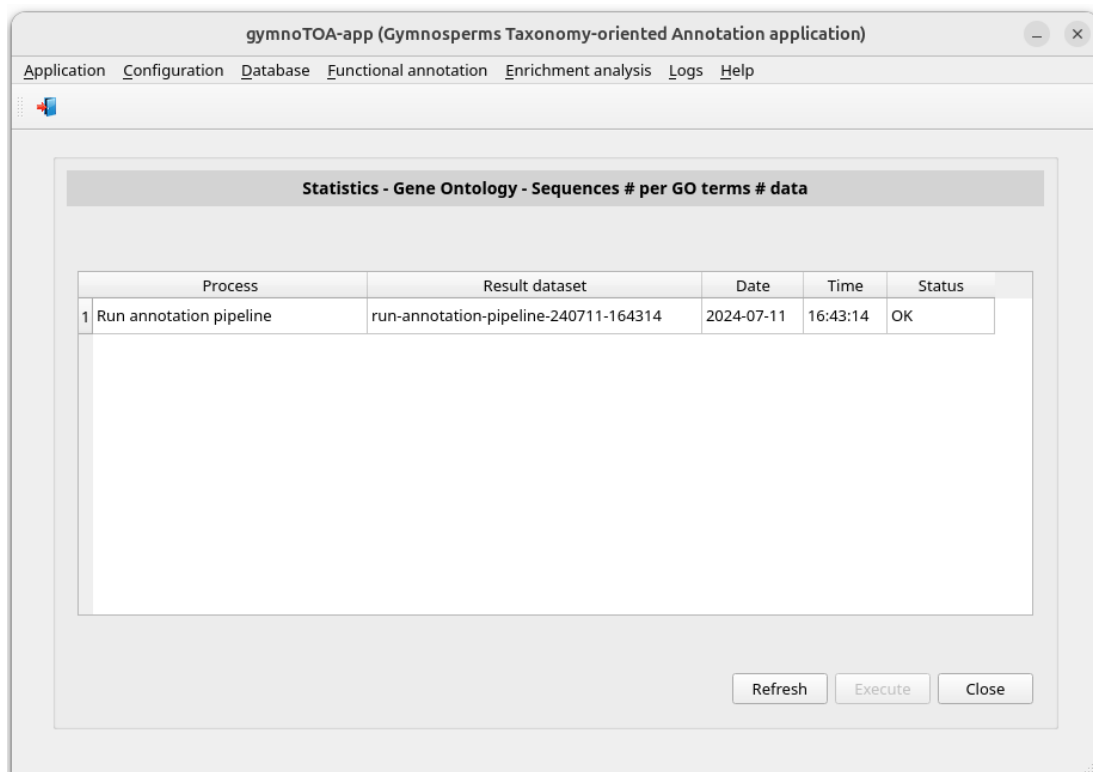 gymnoTOA-app (Gymnosperms Taxonomy-oriented Annotation application)
Application Configuration Database Functional annotation Enrichment analysis Logs Help
Statistics - Gene Ontology - Sequences # per GO terms # data
Process Result dataset Date Time Status
1 Run annotation pipeline run-annotation-pipeline-240711-164314 2024-07-11 16:43:14 OK
Refresh Execute Close